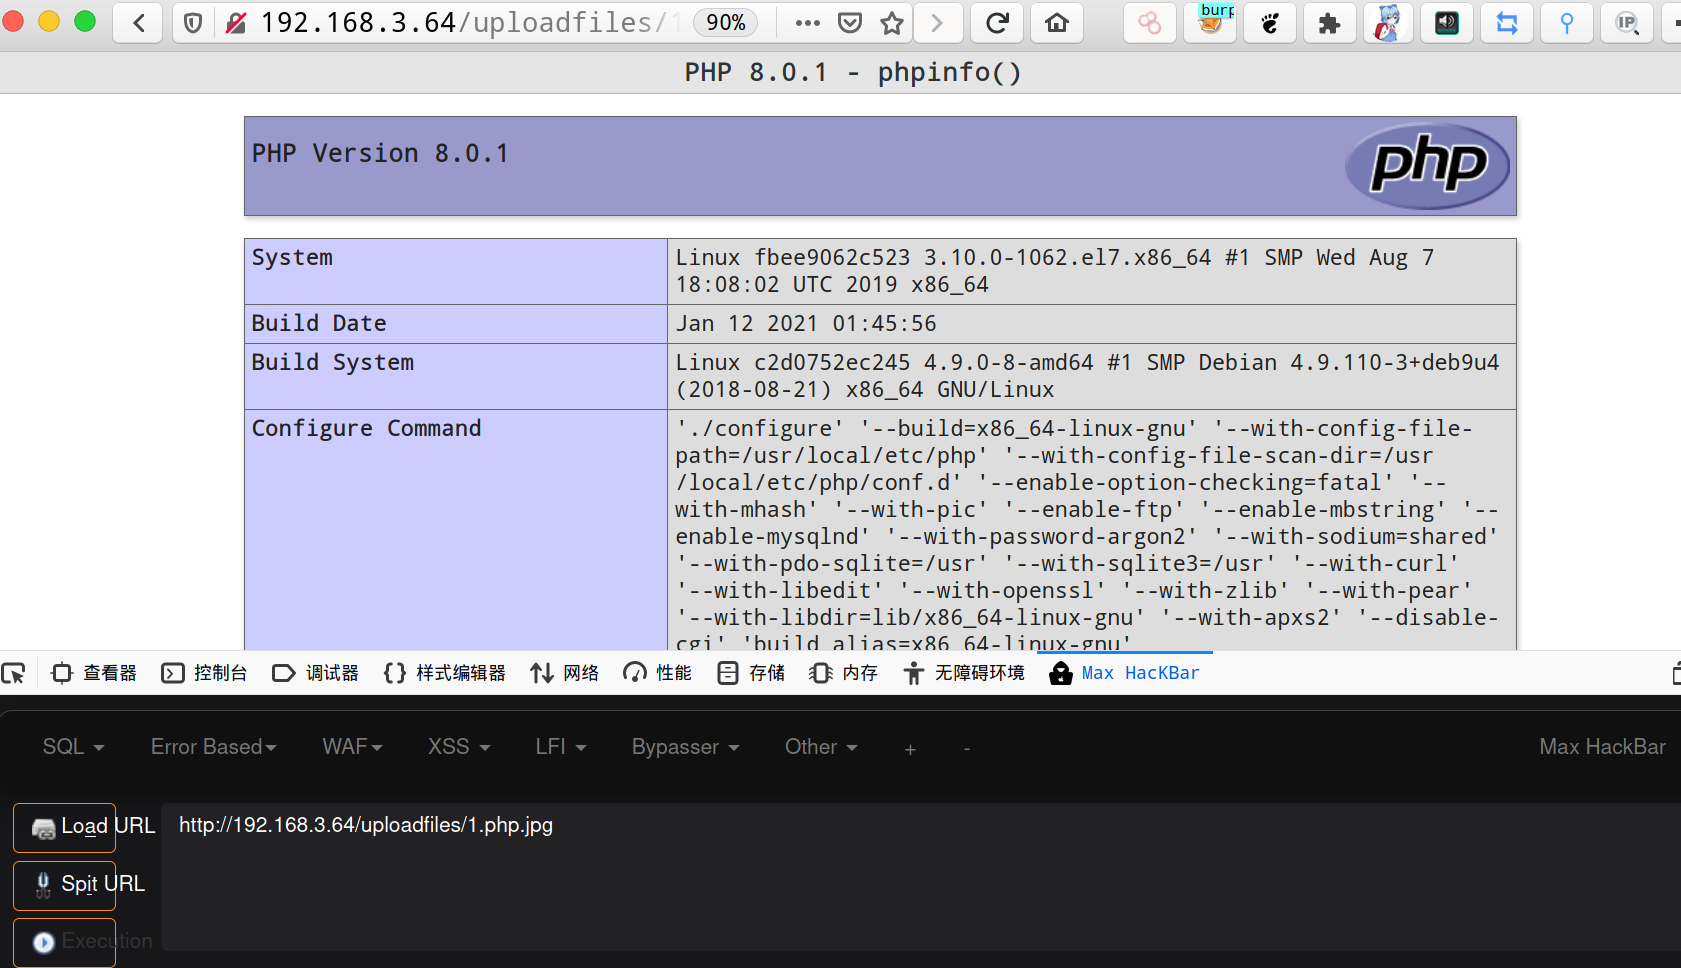 192.168.3.64/uploadfiles/1
90%
burp
IP
PHP 8.0.1 - phpinfo()
PHP Version 8.0.1
php
System
Linux fbee9062c523 3.10.0-1062.el7.x86_64 #1 SMP Wed Aug 7
18:08:02 UTC 2019 x86_64
Build Date
Jan 12 2021 01:45:56
Build System
Linux c2d0752ec245 4.9.0-8-amd64 #1 SMP Debian 4.9.110-3+deb9u4
(2018-08-21) x86_64 GNU/Linux
Configure Command
'./configure' '--build=x86_64-linux-gnu' '--with-config-file-
path=/usr/local/etc/php' '--with-config-file-scan-dir=/usr
/local/etc/php/conf.d' '--enable-option-checking=fatal' '--
with-mhash' '--with-pic' '--enable-ftp' '--enable-mbstring' '--
enable-mysqlnd' '--with-password-argon2' '--with-sodium=shared'
'--with-pdo-sqlite=/usr' '--with-sqlite3=/usr' '--with-curl'
'--with-libedit' '--with-openssl' '--with-zlib' '--with-pear'
'--with-libdir=lib/x86_64-linux-gnu' '--with-apxs2' '--disable-
cgi' 'build_alias=x86_64-linux-gnu'
查看器 控制台 调试器 样式编辑器 网络 性能 存储 内存 无障碍环境 Max HacKBar
SQL Error Based WAF XSS LFI Bypasser Other + - Max HackBar
Load URL
http://192.168.3.64/uploadfiles/1.php.jpg
Spit URL
Execution